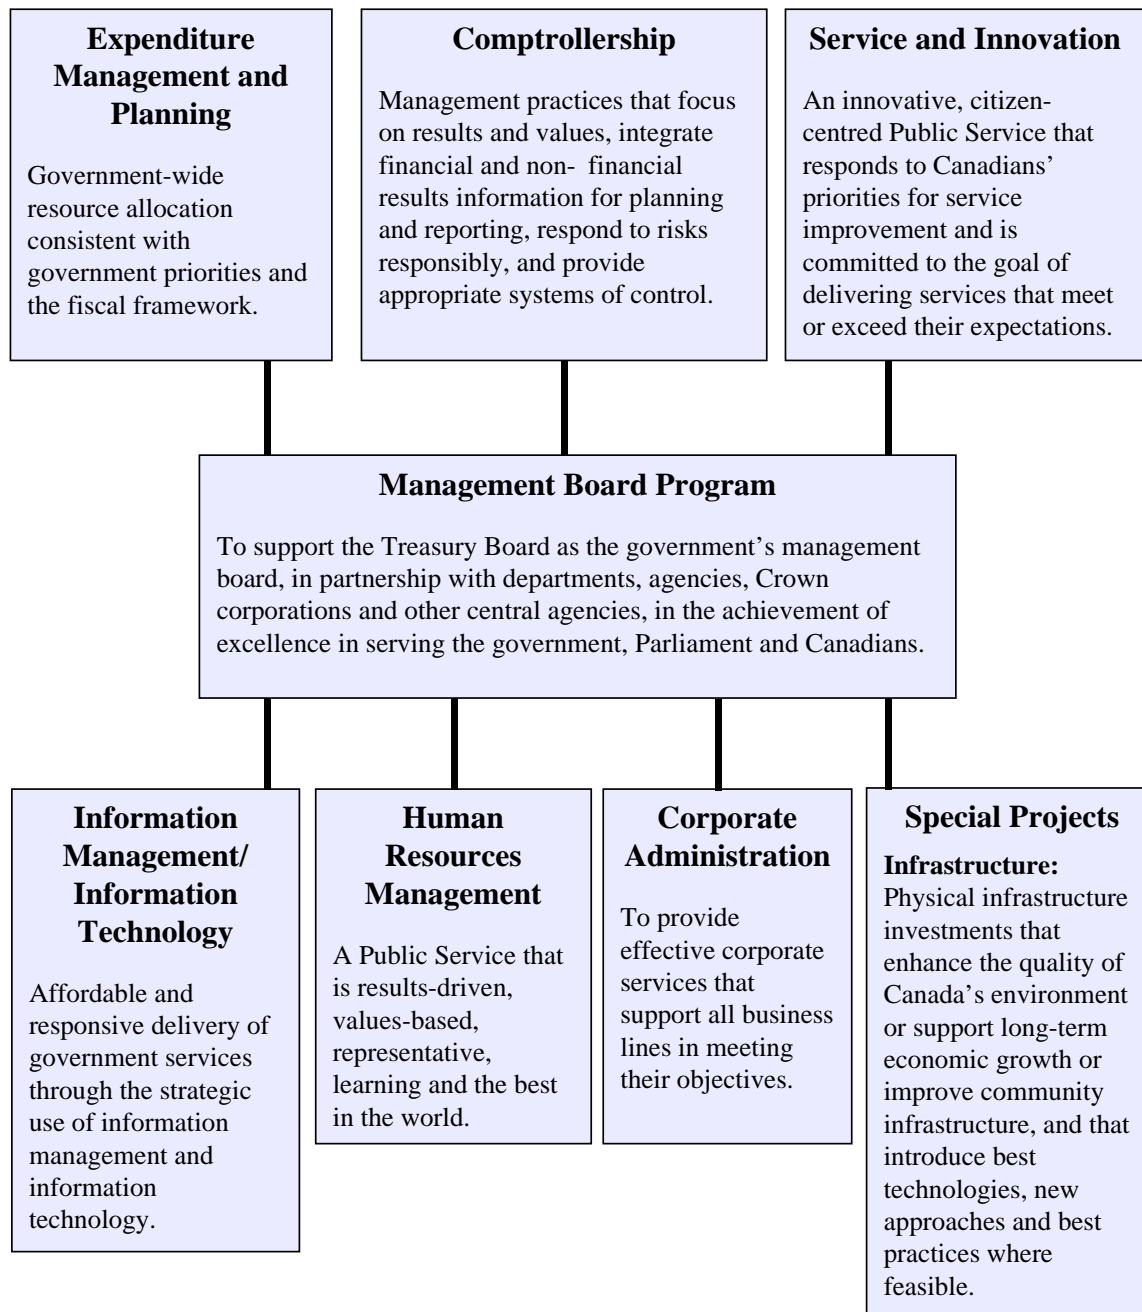 Expenditure
Management and
Planning
Government-wide
resource allocation
consistent with
government priorities and
the fiscal framework.
Comptrollership
Management practices that focus
on results and values, integrate
financial and non-  financial
results information for planning
and reporting, respond to risks
responsibly, and provide
appropriate systems of control.
Service and Innovation
An innovative, citizen-
centred Public Service that
responds to Canadians’
priorities for service
improvement and is
committed to the goal of
delivering services that meet
or exceed their expectations.
Management Board Program
To support the Treasury Board as the government’s management
board, in partnership with departments, agencies, Crown
corporations and other central agencies, in the achievement of
excellence in serving the government, Parliament and Canadians.
Information
Management/
Information
Technology
Affordable and
responsive delivery of
government services
through the strategic
use of information
management and
information
technology.
Human
Resources
Management
A Public Service that
is results-driven,
values-based,
representative,
learning and the best
in the world.
Corporate
Administration
To provide
effective corporate
services that
support all business
lines in meeting
their objectives.
Special Projects
Infrastructure:
Physical infrastructure
investments that
enhance the quality of
Canada’s environment
or support long-term
economic growth or
improve community
infrastructure, and that
introduce best
technologies, new
approaches and best
practices where
feasible.